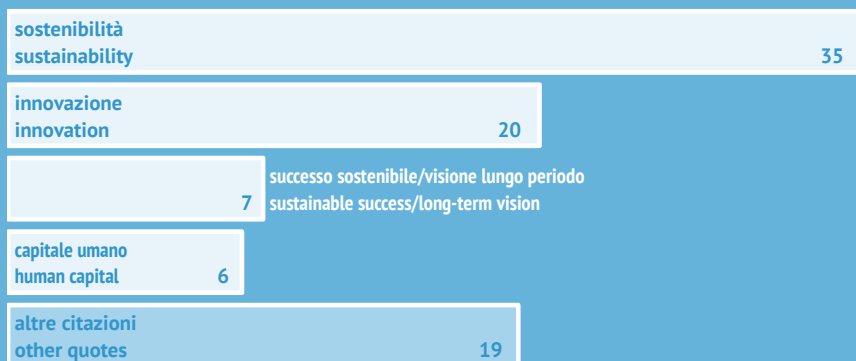 sostenibilità
sustainability 35
innovazione
innovation 20
successo sostenibile/visione lungo periodo
7 sustainable success/long-term vision
capitale umano
human capital 6
altre citazioni
other quotes 19